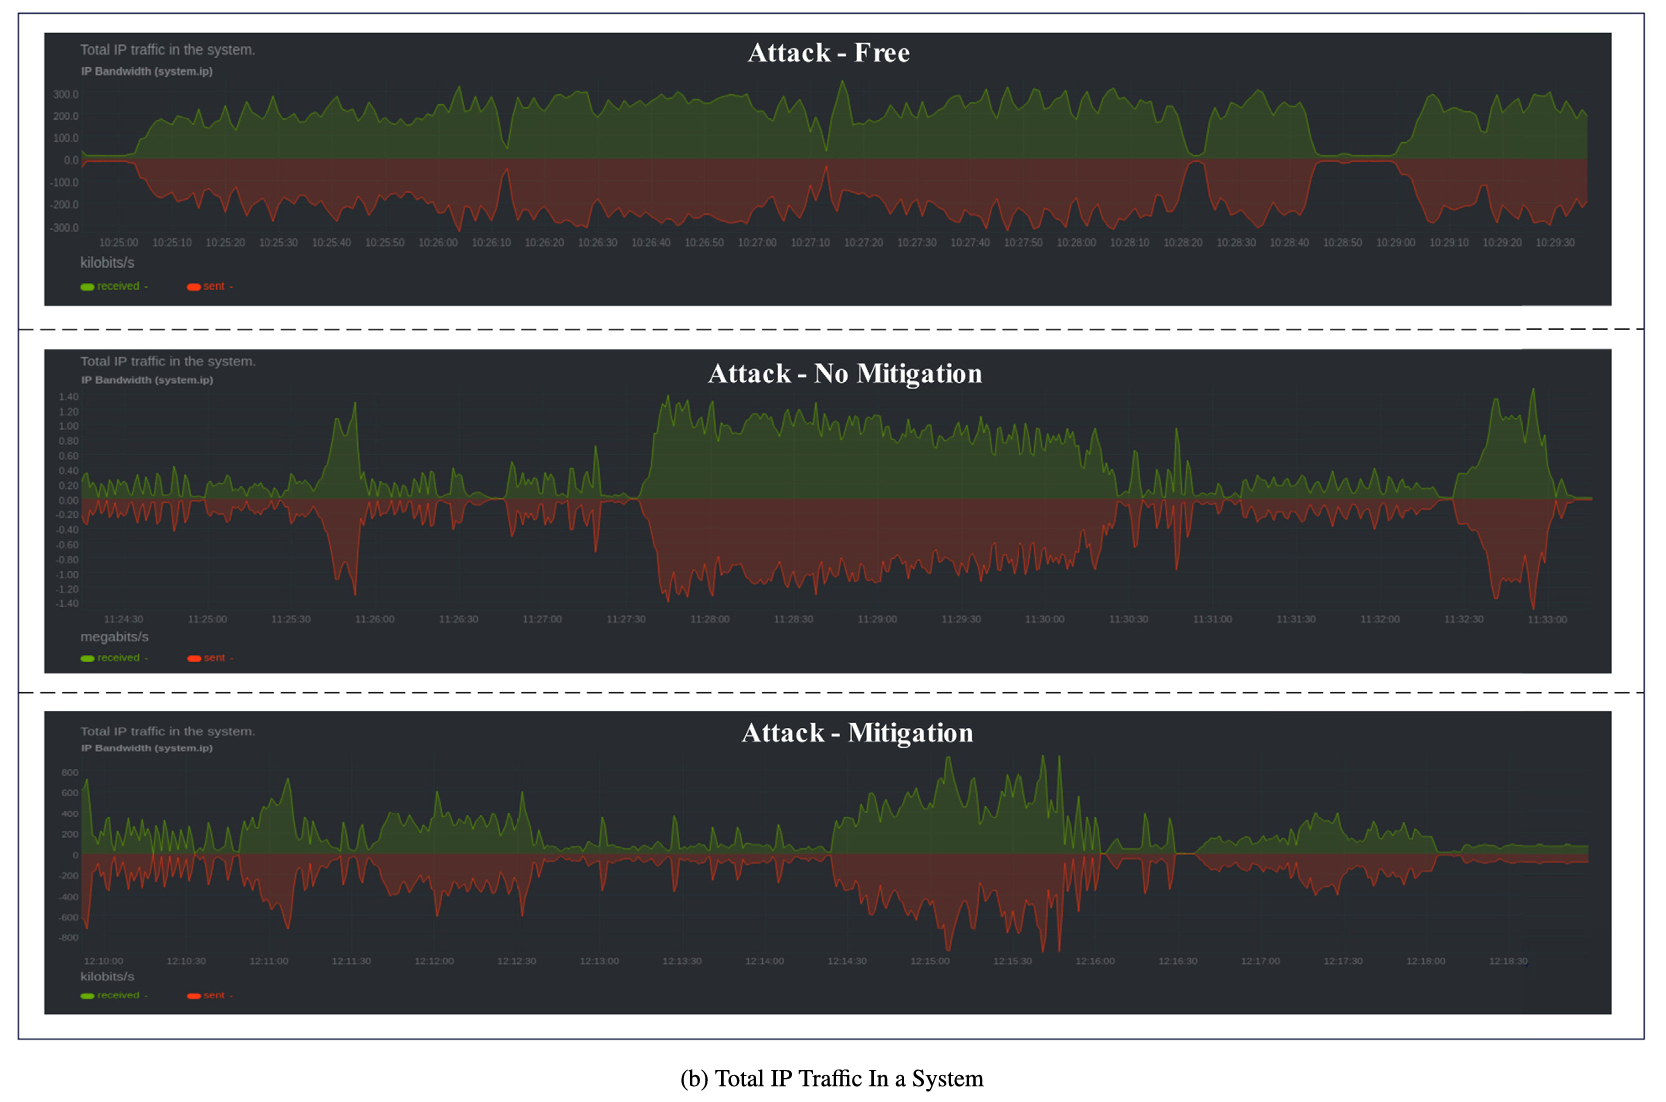 Total IP traffic in the system.
Attack - Free
IP Bandwidth (system.ip)
300.0
200.0
100.0
0.0
-100.0
-200.0
-300.0
10:25:00 10:25:10 10:25:20 10:25:30 10:25:40 10:25:50 10:26:00 10:26:10 10:26:20 10:26:30 10:26:40 10:26:50 10:27:00 10:27:10 10:27:20 10:27:30 10:27:40 10:27:50 10:28:00 10:28:10 10:28:20 10:28:30 10:28:40 10:28:50 10:29:00 10:29:10 10:29:20 10:29:30
kilobits/s
received - sent -
Total IP traffic in the system.
Attack - No Mitigation
IP Bandwidth (system.ip)
1.40
1.20
1.00
0.80
0.60
0.40
0.20
0.00
-0.20
-0.40
-0.60
-0.80
-1.00
-1.20
-1.40
11:24:30 11:25:00 11:25:30 11:26:00 11:26:30 11:27:00 11:27:30 11:28:00 11:28:30 11:29:00 11:29:30 11:30:00 11:30:30 11:31:00 11:31:30 11:32:00 11:32:30 11:33:00
megabits/s
received - sent -
Total IP traffic in the system.
Attack - Mitigation
IP Bandwidth (system.ip)
800
600
400
200
0
-200
-400
-600
-800
12:10:00 12:10:30 12:11:00 12:11:30 12:12:00 12:12:30 12:13:00 12:13:30 12:14:00 12:14:30 12:15:00 12:15:30 12:16:00 12:16:30 12:17:00 12:17:30 12:18:00 12:18:30
kilobits/s
received - sent -
(b) Total IP Traffic In a System